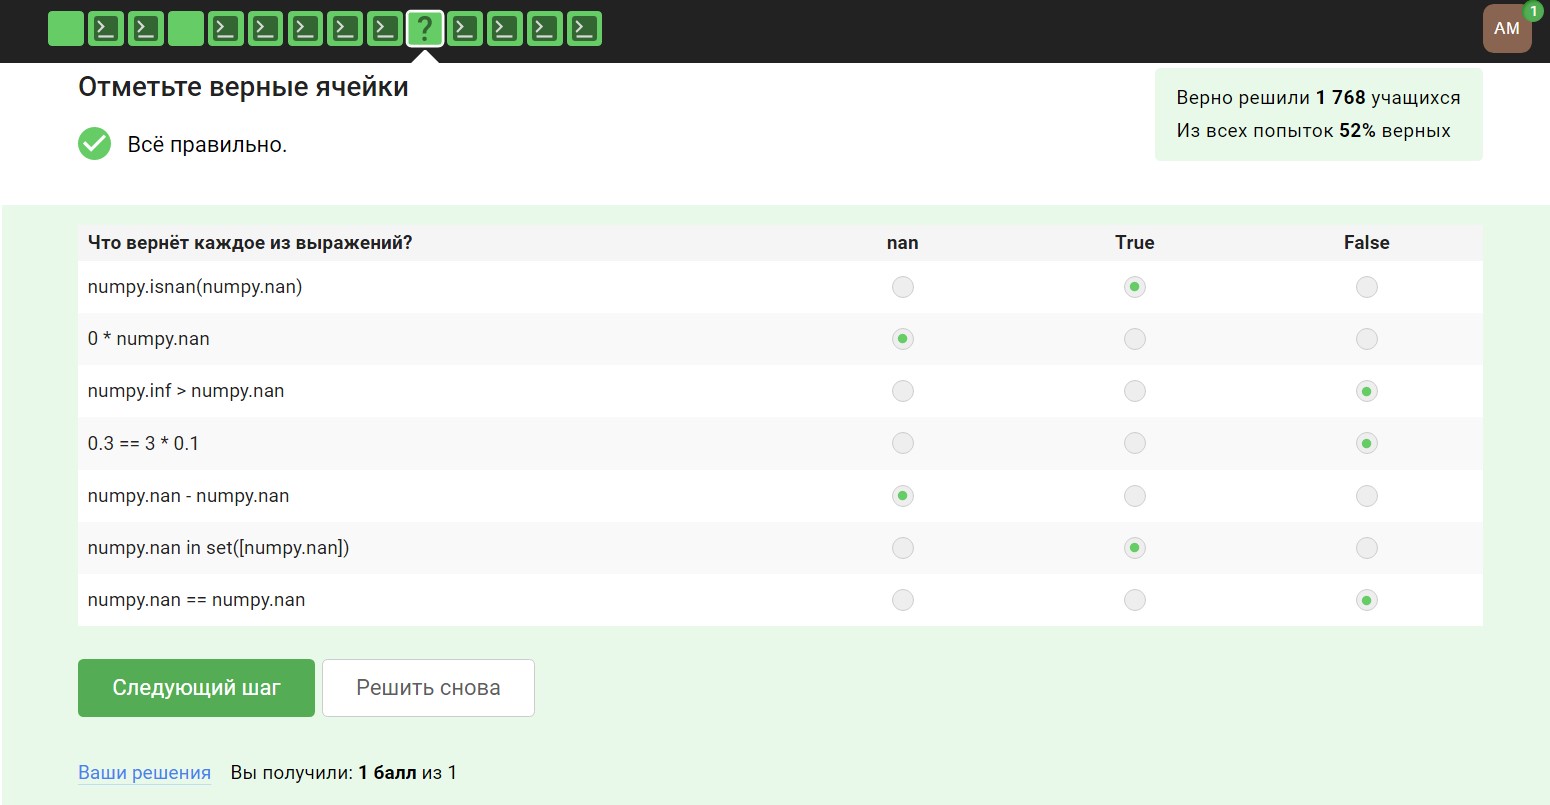 ?
AM
1
Отметьте верные ячейки
Всё правильно.
Верно решили 1 768 учащихся
Из всех попыток 52% верных
Что вернёт каждое из выражений? nan True False
numpy.isnan(numpy.nan)
0 * numpy.nan
numpy.inf > numpy.nan
0.3 == 3 * 0.1
numpy.nan - numpy.nan
numpy.nan in set([numpy.nan])
numpy.nan == numpy.nan
Следующий шаг
Решить снова
Ваши решения Вы получили: 1 балл из 1